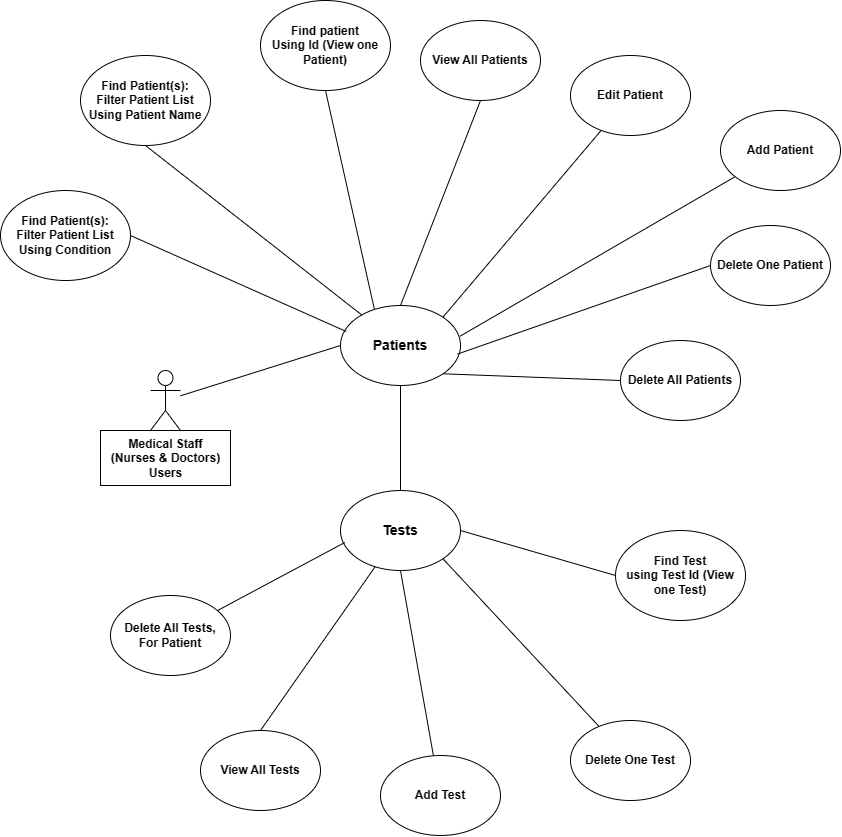 Find patient
Using Id (View one
Patient)
View All Patients
Find Patient(s):
Filter Patient List
Using Patient Name
Edit Patient
Add Patient
Find Patient(s):
Filter Patient List
Using Condition
Delete One Patient
Patients
Delete All Patients
Medical Staff
(Nurses & Doctors)
Users
Tests
Find Test
using Test Id (View
one Test)
Delete All Tests,
For Patient
View All Tests
Add Test
Delete One Test